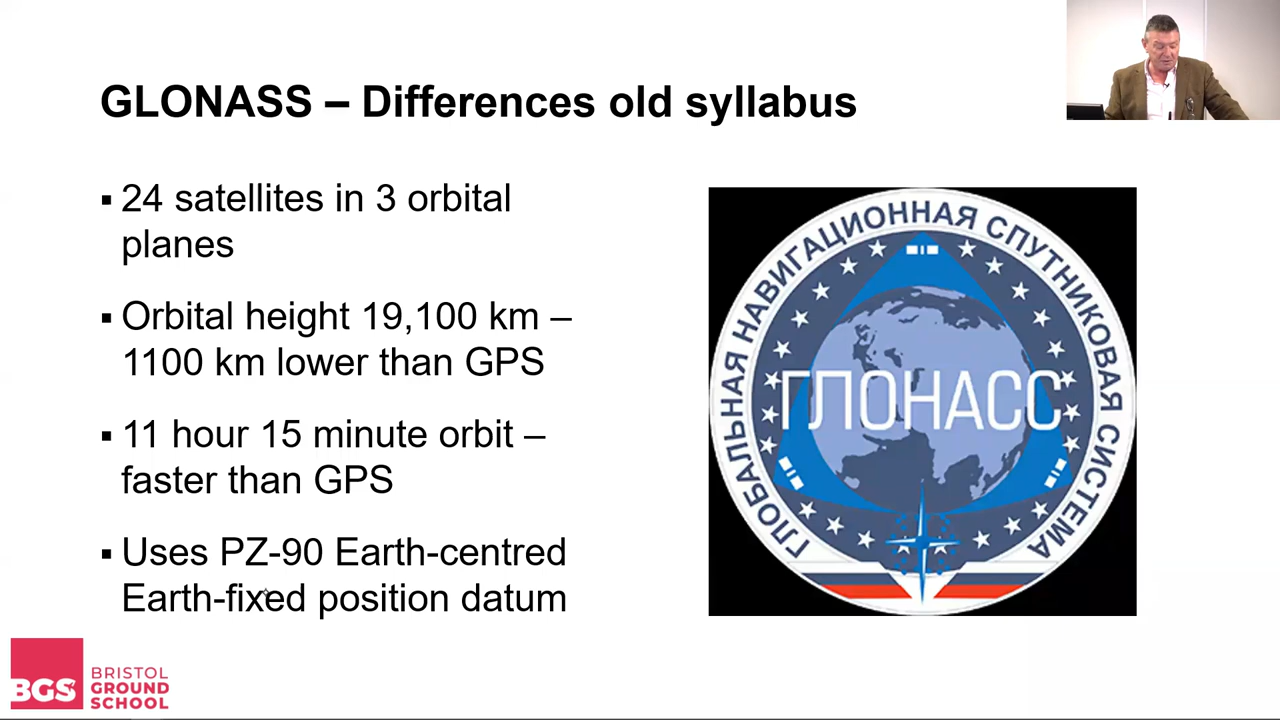 GLONASS – Differences old syllabus
▪ 24 satellites in 3 orbital
planes
▪ Orbital height 19,100 km –
1100 km lower than GPS
▪ 11 hour 15 minute orbit –
faster than GPS
▪ Uses PZ-90 Earth-centred
Earth-fixed position datum
ГЛОБАЛЬНАЯ НАВИГАЦИОННАЯ СПУТНИКОВАЯ СИСТЕМА
ГЛОНАСС
BGS
BRISTOL
GROUND
SCHOOL